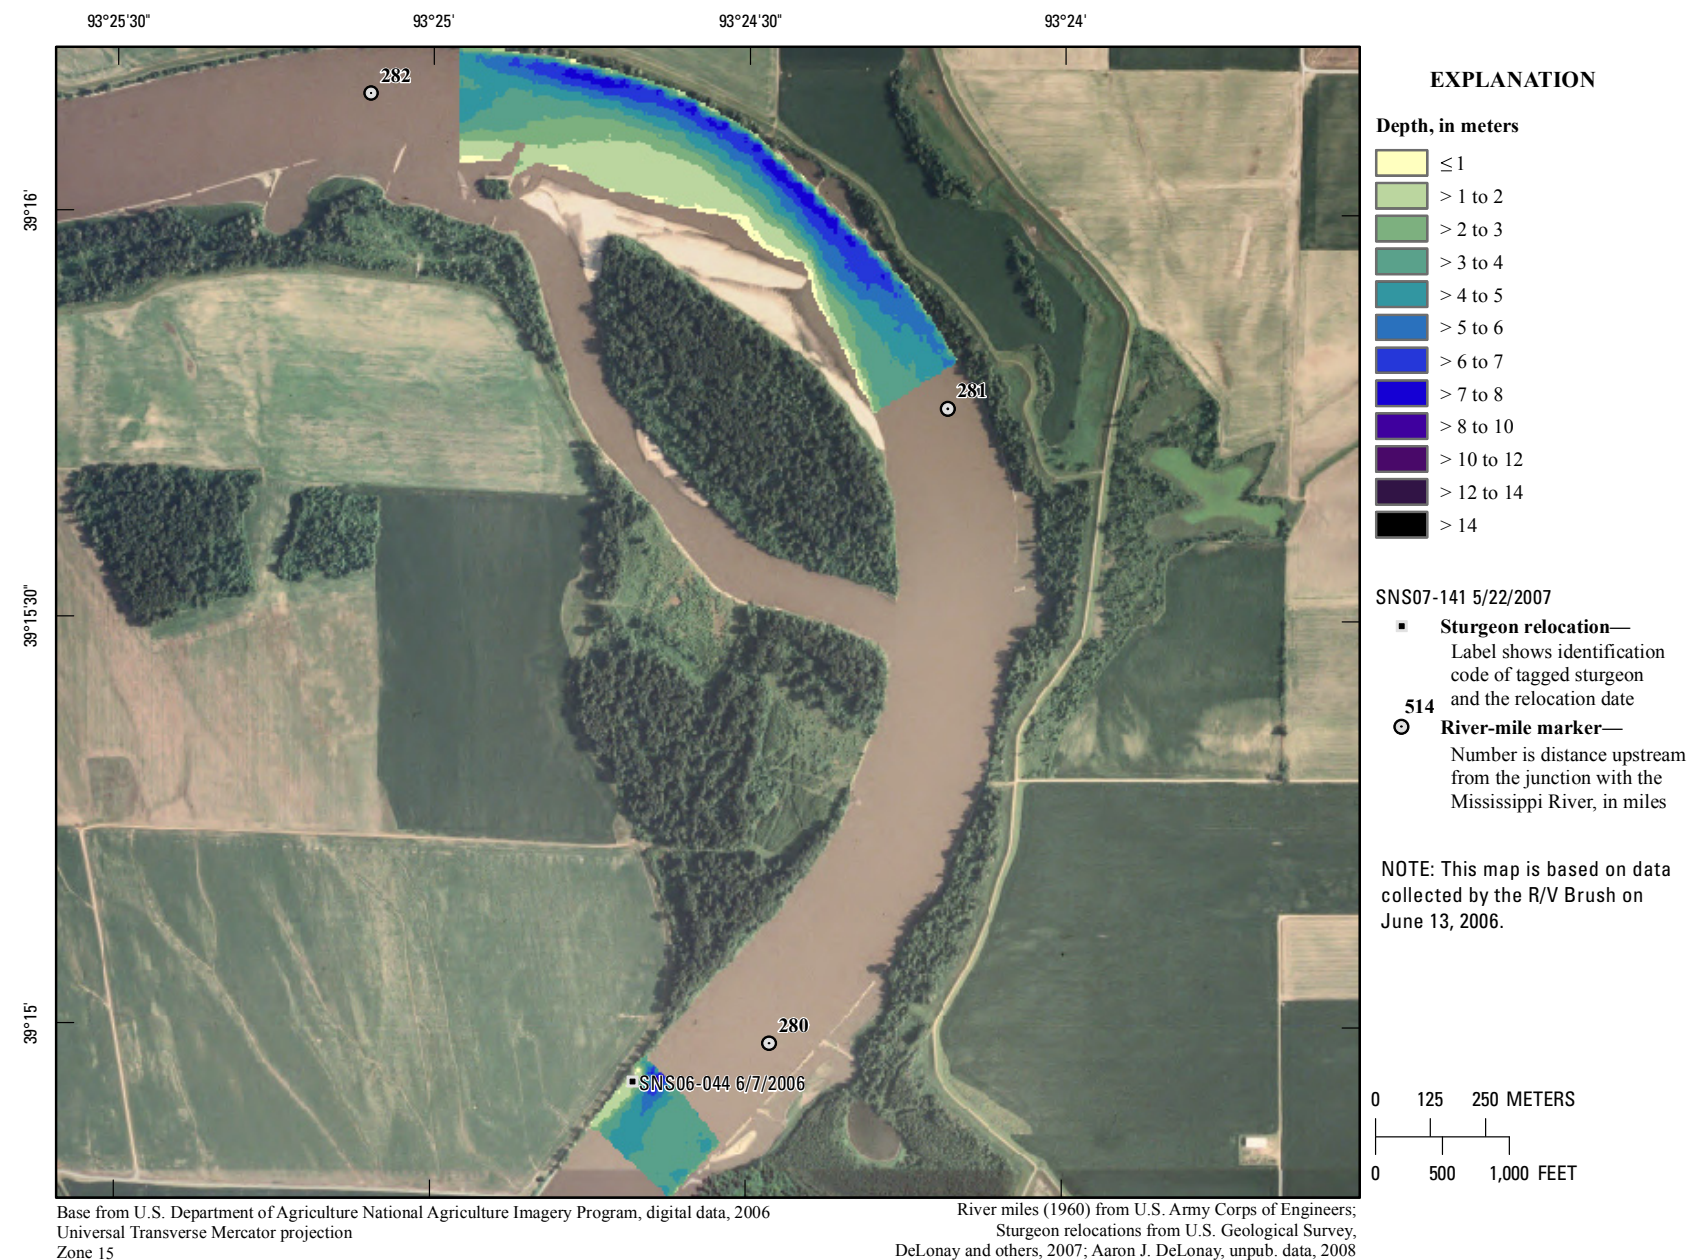 93°25'30"
93°25'
93°24'30"
93°24'
39°16'
39°15'30"
39°15'
282
281
280
SNS06-044 6/7/2006
EXPLANATION
Depth, in meters
≤ 1
> 1 to 2
> 2 to 3
> 3 to 4
> 4 to 5
> 5 to 6
> 6 to 7
> 7 to 8
> 8 to 10
> 10 to 12
> 12 to 14
> 14
SNS07-141 5/22/2007
Sturgeon relocation—
Label shows identification
code of tagged sturgeon
and the relocation date
514
River-mile marker—
Number is distance upstream
from the junction with the
Mississippi River, in miles
NOTE: This map is based on data
collected by the R/V Brush on
June 13, 2006.
0 125 250 METERS
0 500 1,000 FEET
Base from U.S. Department of Agriculture National Agriculture Imagery Program, digital data, 2006
Universal Transverse Mercator projection
Zone 15
River miles (1960) from U.S. Army Corps of Engineers;
Sturgeon relocations from U.S. Geological Survey,
DeLonay and others, 2007; Aaron J. DeLonay, unpub. data, 2008